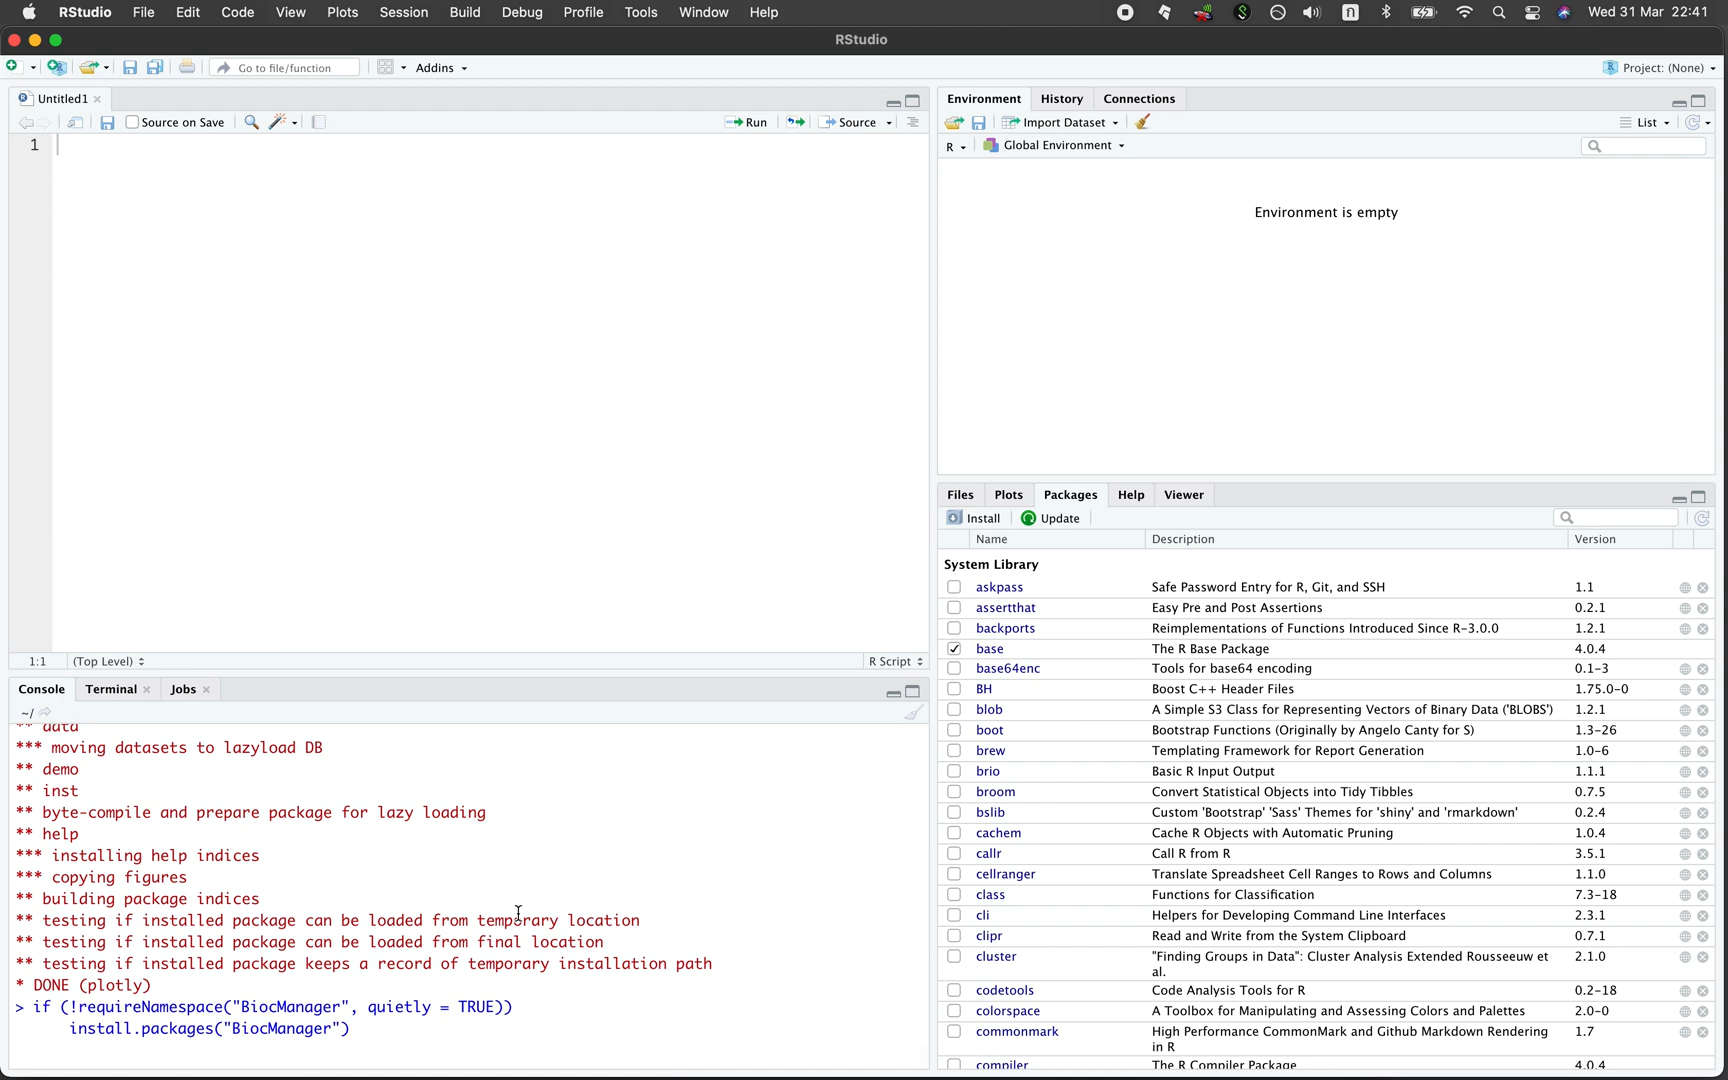 RStudio File Edit Code View Plots Session Build Debug Profile Tools Window Help Wed 31 Mar 22:41
RStudio
Go to file/function Addins Project: (None)
Untitled1
Source on Save Run Source
1
1:1 (Top Level) R Script
Environment History Connections
Import Dataset List
R Global Environment
Environment is empty
Files Plots Packages Help Viewer
Install Update
Name Description Version
System Library
askpass Safe Password Entry for R, Git, and SSH 1.1
assertthat Easy Pre and Post Assertions 0.2.1
backports Reimplementations of Functions Introduced Since R-3.0.0 1.2.1
base The R Base Package 4.0.4
base64enc Tools for base64 encoding 0.1-3
BH Boost C++ Header Files 1.75.0-0
blob A Simple S3 Class for Representing Vectors of Binary Data ('BLOBS') 1.2.1
boot Bootstrap Functions (Originally by Angelo Canty for S) 1.3-26
brew Templating Framework for Report Generation 1.0-6
brio Basic R Input Output 1.1.1
broom Convert Statistical Objects into Tidy Tibbles 0.7.5
bslib Custom 'Bootstrap' 'Sass' Themes for 'shiny' and 'rmarkdown' 0.2.4
cachem Cache R Objects with Automatic Pruning 1.0.4
callr Call R from R 3.5.1
cellranger Translate Spreadsheet Cell Ranges to Rows and Columns 1.1.0
class Functions for Classification 7.3-18
cli Helpers for Developing Command Line Interfaces 2.3.1
clipr Read and Write from the System Clipboard 0.7.1
cluster "Finding Groups in Data": Cluster Analysis Extended Rousseeuw et 2.1.0
al.
codetools Code Analysis Tools for R 0.2-18
colorspace A Toolbox for Manipulating and Assessing Colors and Palettes 2.0-0
commonmark High Performance CommonMark and Github Markdown Rendering 1.7
in R
compiler The R Compiler Package 4.0.4
Console Terminal Jobs
~/
** data
*** moving datasets to lazyload DB
** demo
** inst
** byte-compile and prepare package for lazy loading
** help
*** installing help indices
*** copying figures
** building package indices
** testing if installed package can be loaded from temporary location
** testing if installed package can be loaded from final location
** testing if installed package keeps a record of temporary installation path
* DONE (plotly)
> if (!requireNamespace("BiocManager", quietly = TRUE))
install.packages("BiocManager")